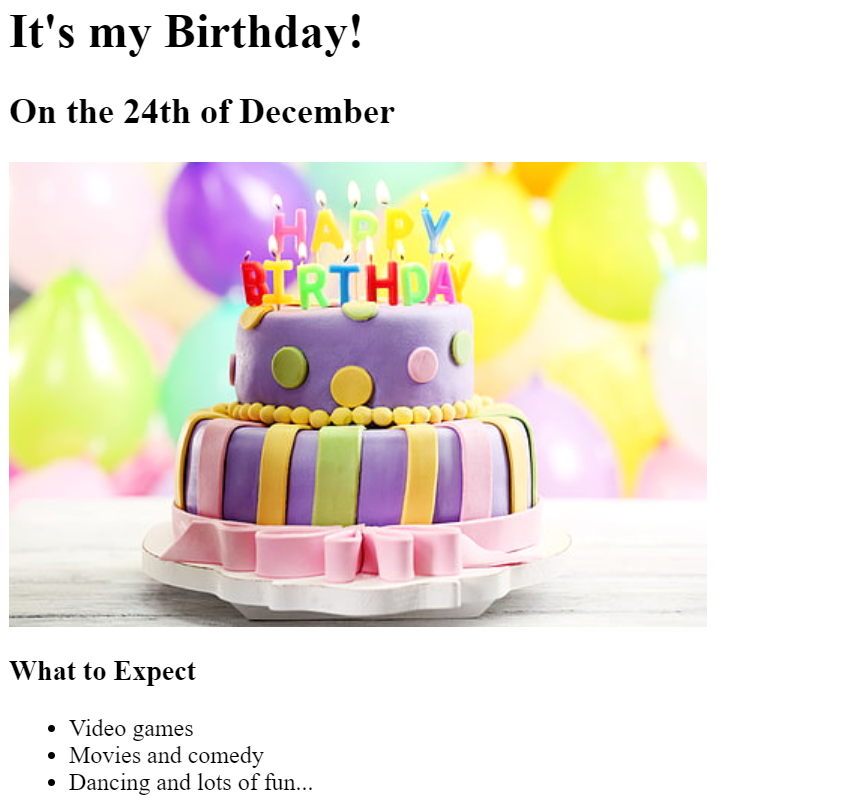 It's my Birthday!
On the 24th of December
HAPPY
BIRTHDAY
What to Expect
Video games
Movies and comedy
Dancing and lots of fun...